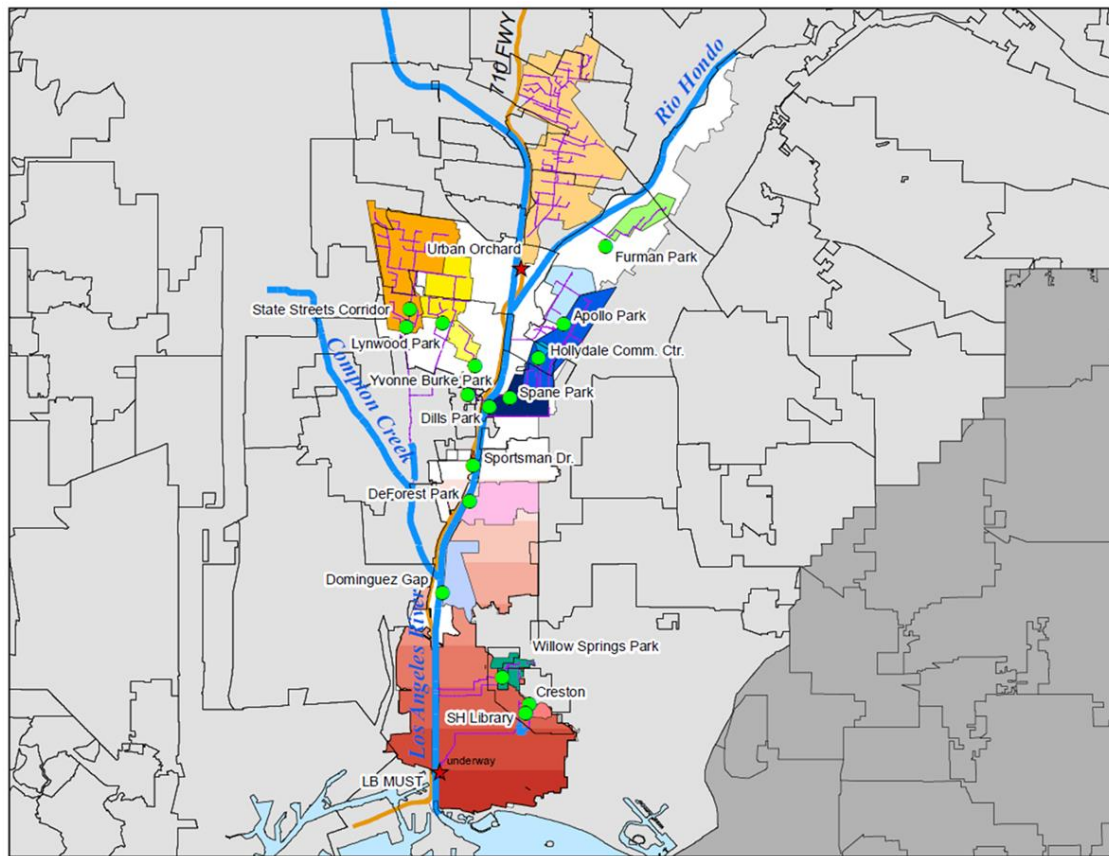 710 FWY
Rio Hondo
Urban Orchard
Furman Park
State Streets Corridor
Apollo Park
Lynwood Park
Hollydale Comm. Ctr.
Compton Creek
Yvonne Burke Park
Spane Park
Dills Park
Sportsman Dr.
DeForest Park
Dominguez Gap
Los Angeles River
Willow Springs Park
Creston
SH Library
underway
LB MUST